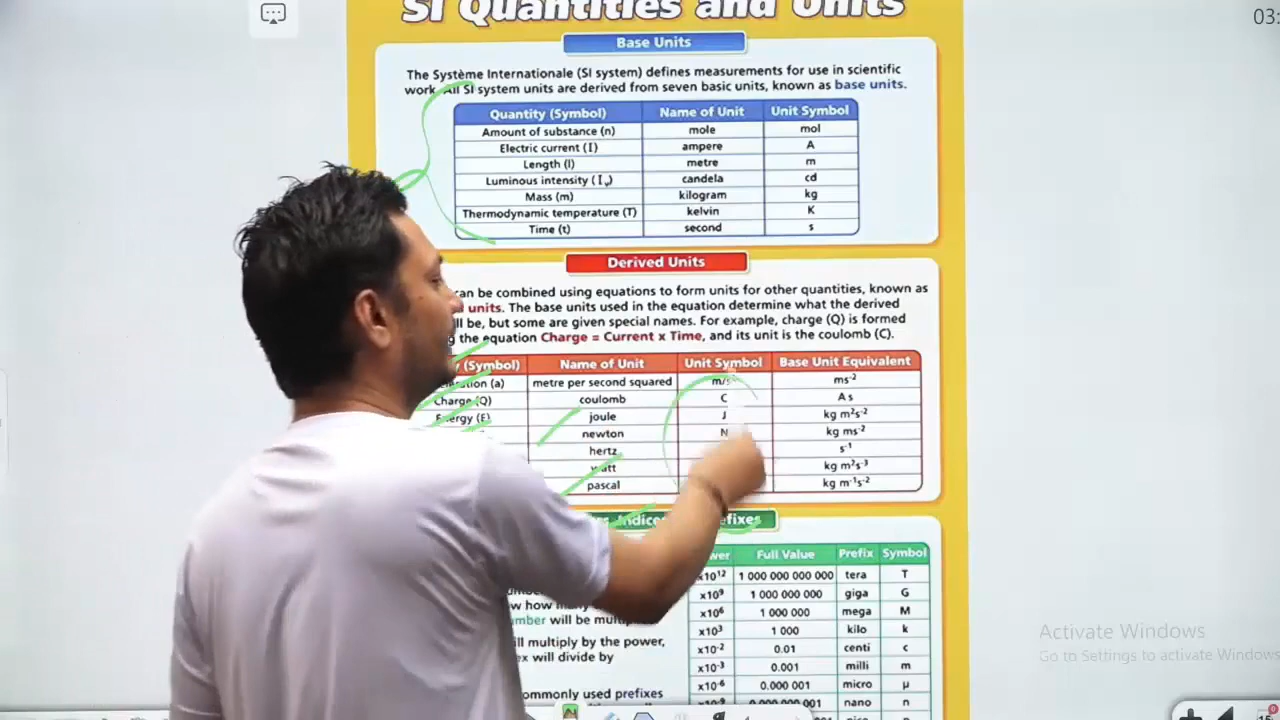 SI Quantities and Units
03:
Base Units
The Système Internationale (SI system) defines measurements for use in scientific
work. All SI system units are derived from seven basic units, known as base units.
Quantity (Symbol) Name of Unit Unit Symbol
Amount of substance (n) mole mol
Electric current (I) ampere A
Length (l) metre m
Luminous intensity (Iv) candela cd
Mass (m) kilogram kg
Thermodynamic temperature (T) kelvin K
Time (t) second s
Derived Units
can be combined using equations to form units for other quantities, known as
units. The base units used in the equation determine what the derived
ll be, but some are given special names. For example, charge (Q) is formed
g the equation Charge = Current x Time, and its unit is the coulomb (C).
(Symbol) Name of Unit Unit Symbol Base Unit Equivalent
(a) metre per second squared m/s ms⁻²
Charge (Q) coulomb C As
Energy (E) joule J kg m²s⁻²
newton N kg ms⁻²
hertz s⁻¹
watt kg m²s⁻³
pascal kg m⁻¹s⁻²
Indice efixes
wer Full Value Prefix Symbol
x10¹² 1 000 000 000 000 tera T
x10⁹ 1 000 000 000 giga G
w how
x10⁶ 1 000 000 mega M
mber will be
x10³ 1 000 kilo k
ill multiply by the power,
x10⁻² 0.01 centi c
ex will divide by
x10⁻³ 0.001 milli m
x10⁻⁶ 0.000 001 micro μ
ommonly used prefixes
nano n
Activate Windows
Go to Settings to activate Windows